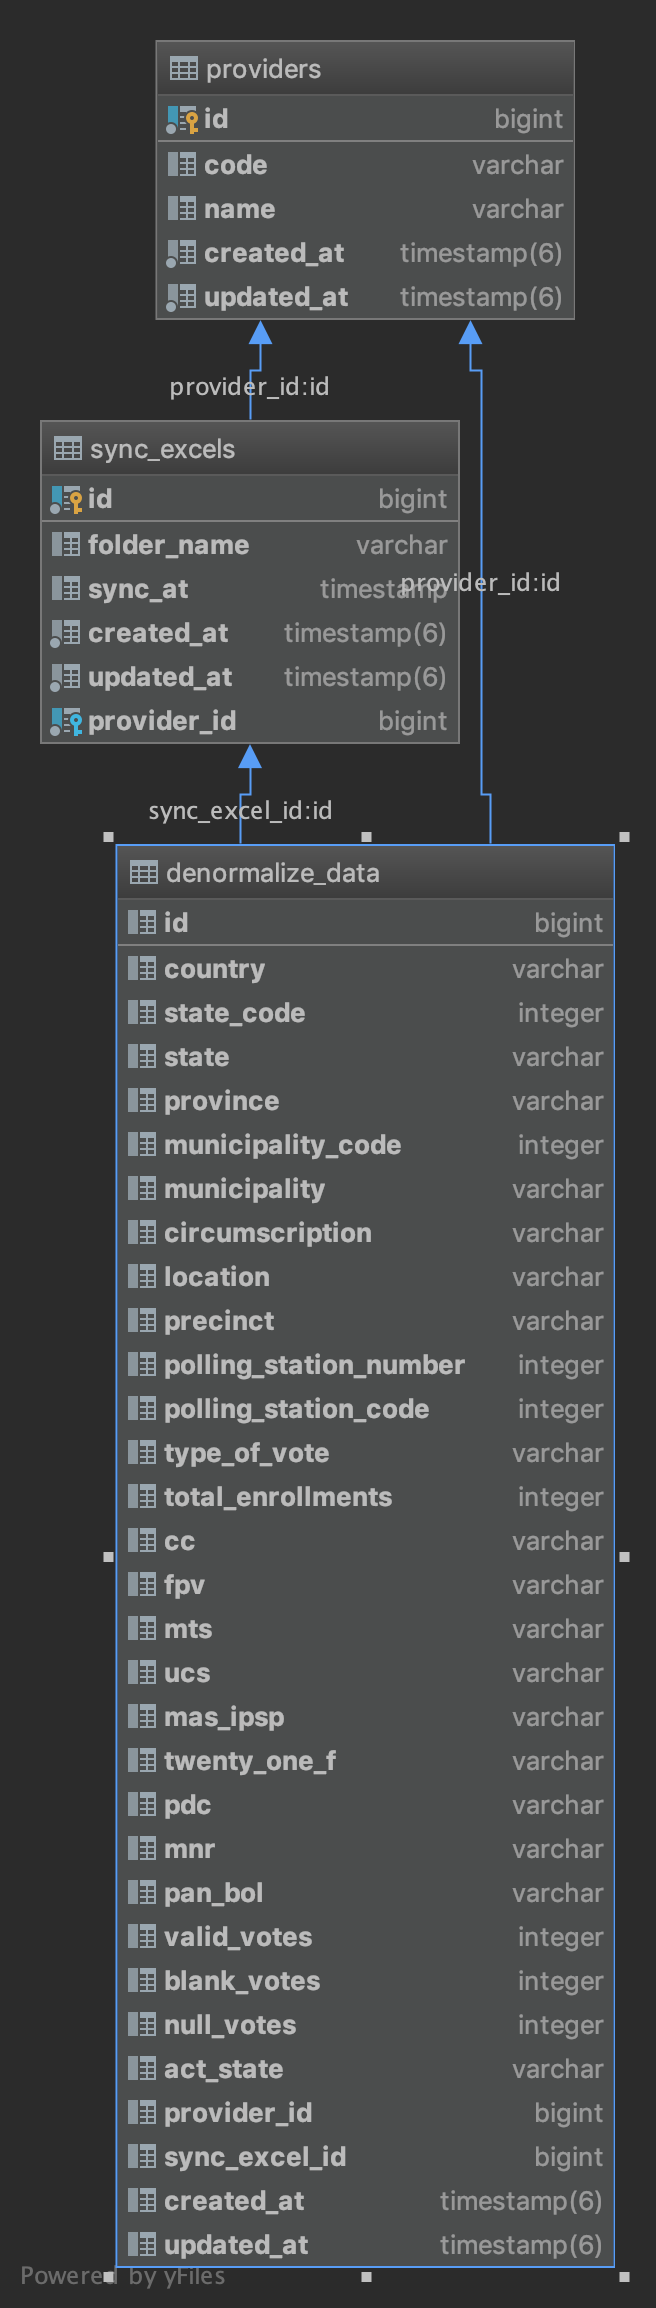 providers
id bigint
code varchar
name varchar
created_at timestamp(6)
updated_at timestamp(6)
provider_id:id
sync_excels
id bigint
folder_name varchar
sync_at timestamp
provider_id:id
created_at timestamp(6)
updated_at timestamp(6)
provider_id bigint
sync_excel_id:id
denormalize_data
id bigint
country varchar
state_code integer
state varchar
province varchar
municipality_code integer
municipality varchar
circumscription varchar
location varchar
precinct varchar
polling_station_number integer
polling_station_code integer
type_of_vote varchar
total_enrollments integer
cc varchar
fpv varchar
mts varchar
ucs varchar
mas_ipsp varchar
twenty_one_f varchar
pdc varchar
mnr varchar
pan_bol varchar
valid_votes integer
blank_votes integer
null_votes integer
act_state varchar
provider_id bigint
sync_excel_id bigint
created_at timestamp(6)
updated_at timestamp(6)
Powered by yFiles